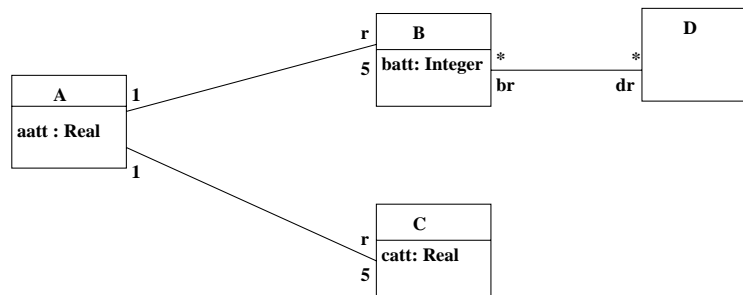 A
aatt : Real
1
1
r
5
B
batt: Integer
*
br
*
dr
D
r
5
C
catt: Real